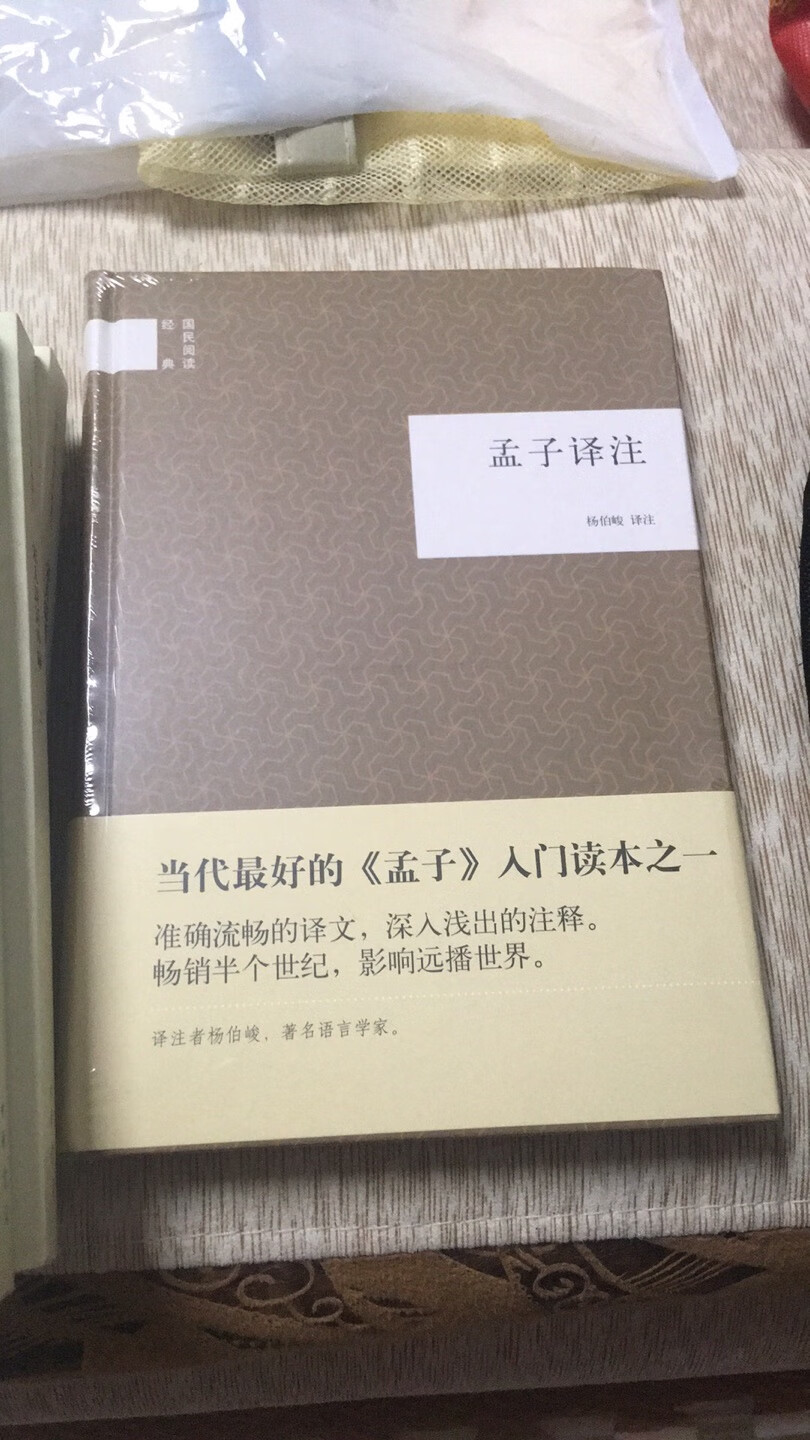 国民阅读
经典
孟子译注
杨伯峻 译注
当代最好的《孟子》入门读本之一
准确流畅的译文，深入浅出的注释。
畅销半个世纪，影响远播世界。
译注者杨伯峻，著名语言学家。